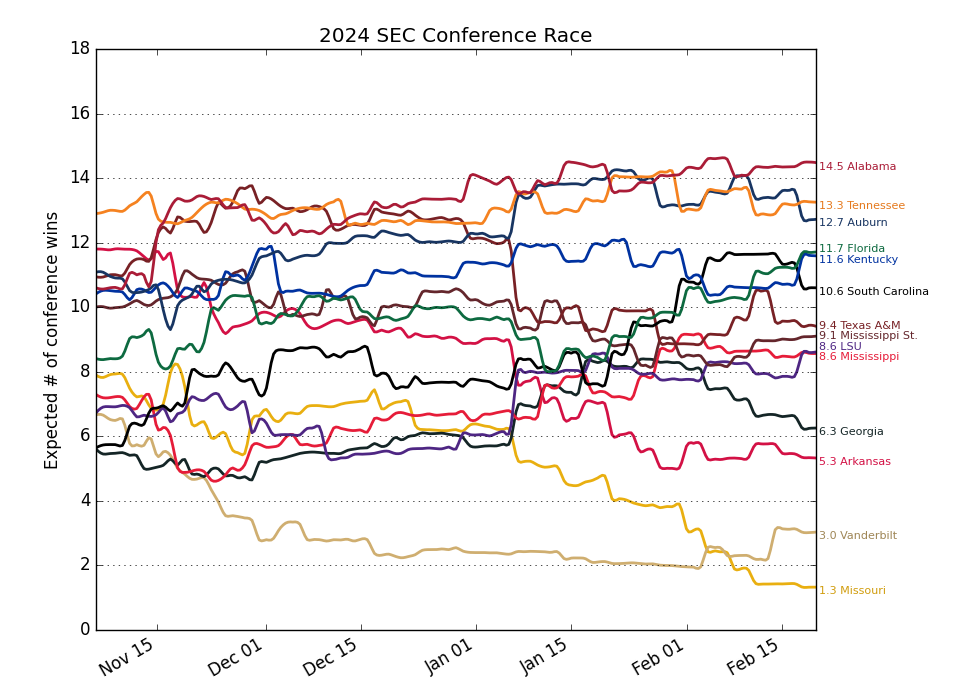 2024 SEC Conference Race
Expected # of conference wins
18
16
14
12
10
8
6
4
2
0
14.5 Alabama
13.3 Tennessee
12.7 Auburn
11.7 Florida
11.6 Kentucky
10.6 South Carolina
9.4 Texas A&M
9.1 Mississippi St.
8.6 LSU
8.6 Mississippi
6.3 Georgia
5.3 Arkansas
3.0 Vanderbilt
1.3 Missouri
Nov 15
Dec 01
Dec 15
Jan 01
Jan 15
Feb 01
Feb 15